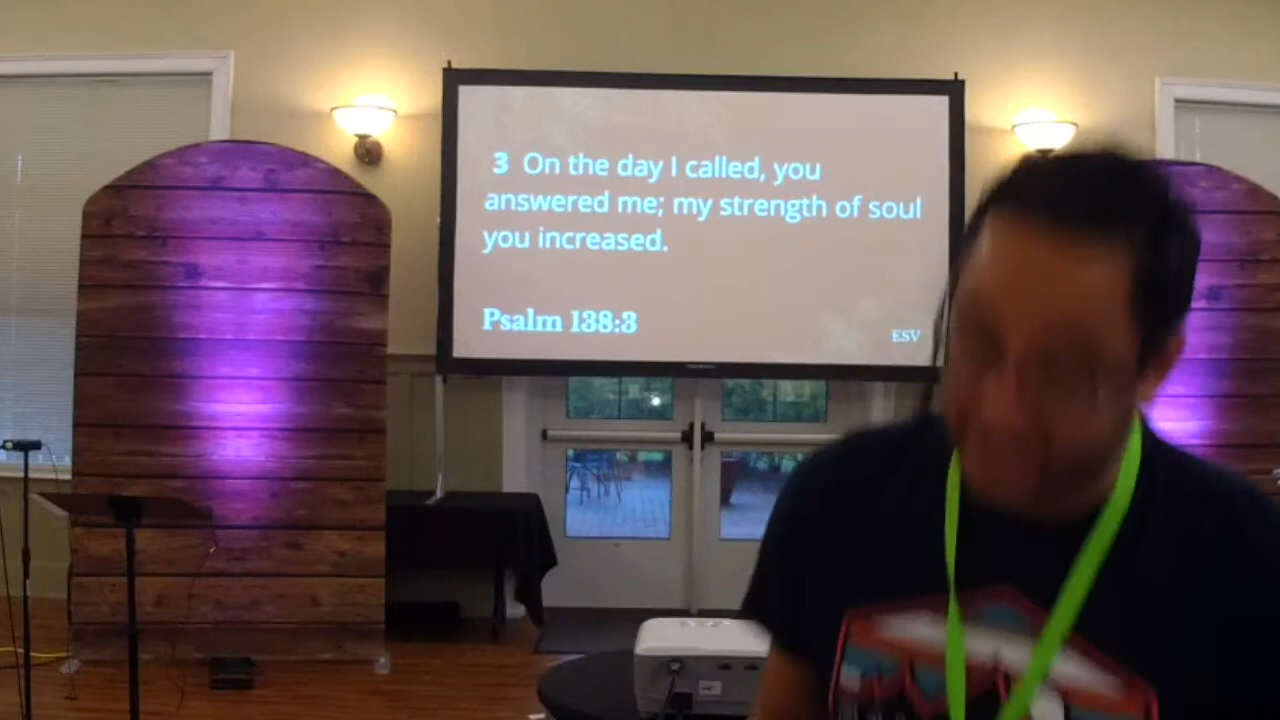 3 On the day I called, you
answered me; my strength of soul
you increased.
Psalm 138:3
ESV